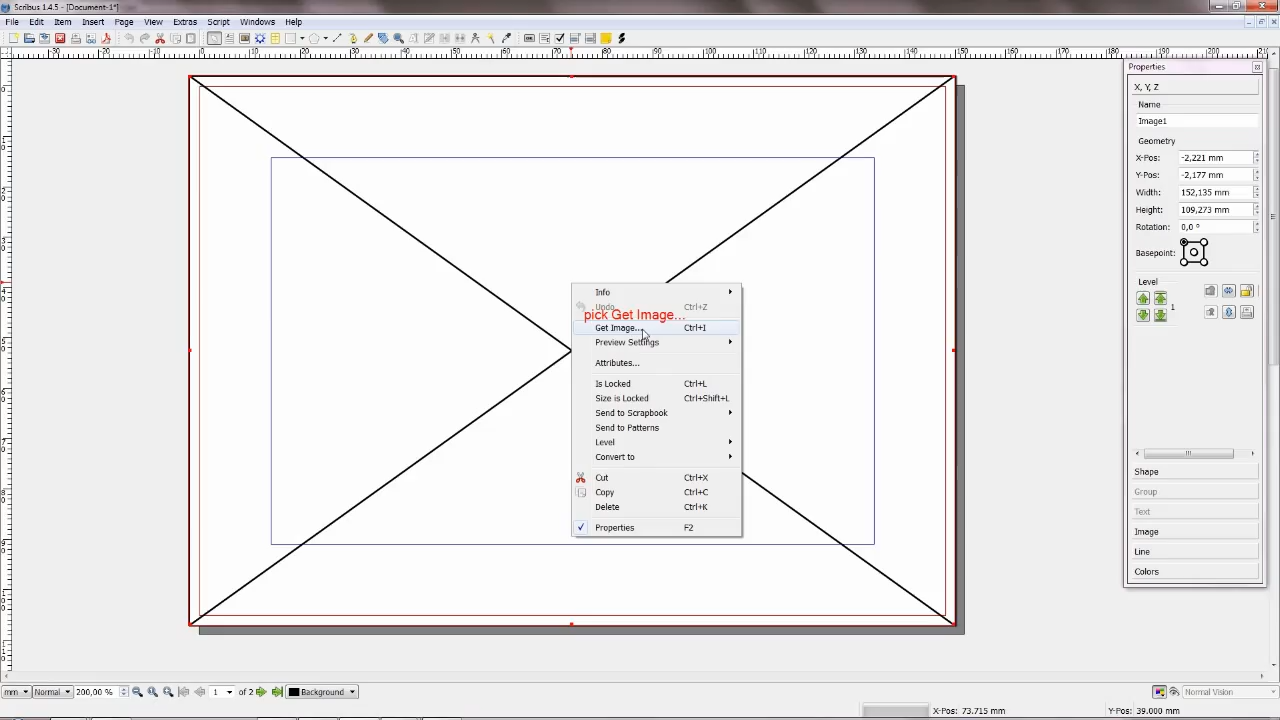 Scribus 1.4.5 - [Document-1*]
File Edit Item Insert Page View Extras Script Windows Help
Properties
X, Y, Z
Name
Image1
Geometry
X-Pos: -2,221 mm
Y-Pos: -2,177 mm
Width: 152,135 mm
Height: 109,273 mm
Rotation: 0,0 °
Basepoint:
Level
1
Shape
Group
Text
Image
Line
Colors
Info
Undo Ctrl+Z
pick Get Image...
Get Image... Ctrl+I
Preview Settings
Attributes...
Is Locked Ctrl+L
Size is Locked Ctrl+Shift+L
Send to Scrapbook
Send to Patterns
Level
Convert to
Cut Ctrl+X
Copy Ctrl+C
Delete Ctrl+K
✓ Properties F2
mm Normal 200,00 % 1 of 2 Background Normal Vision
X-Pos: 73.715 mm Y-Pos: 39.000 mm